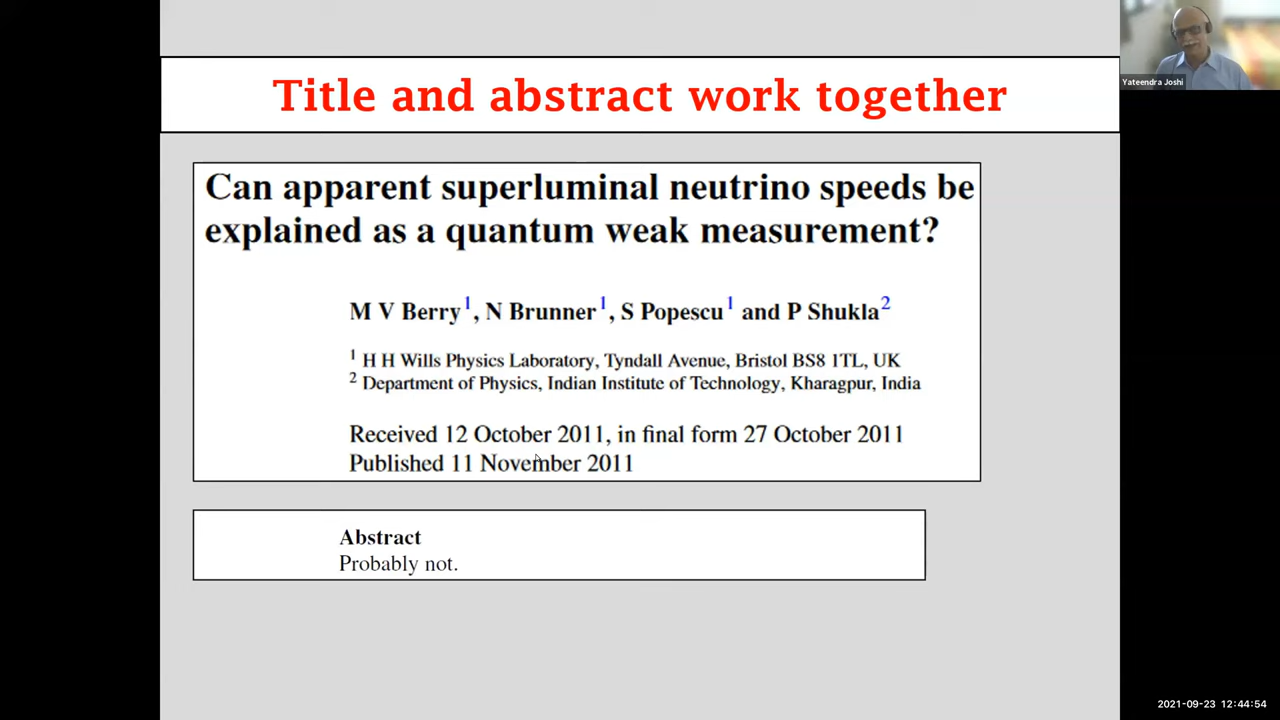 Title and abstract work together
Yateendra Joshi
Can apparent superluminal neutrino speeds be
explained as a quantum weak measurement?
M V Berry¹, N Brunner¹, S Popescu¹ and P Shukla²
¹ H H Wills Physics Laboratory, Tyndall Avenue, Bristol BS8 1TL, UK
² Department of Physics, Indian Institute of Technology, Kharagpur, India
Received 12 October 2011, in final form 27 October 2011
Published 11 November 2011
Abstract
Probably not.
2021-09-23 12:44:54